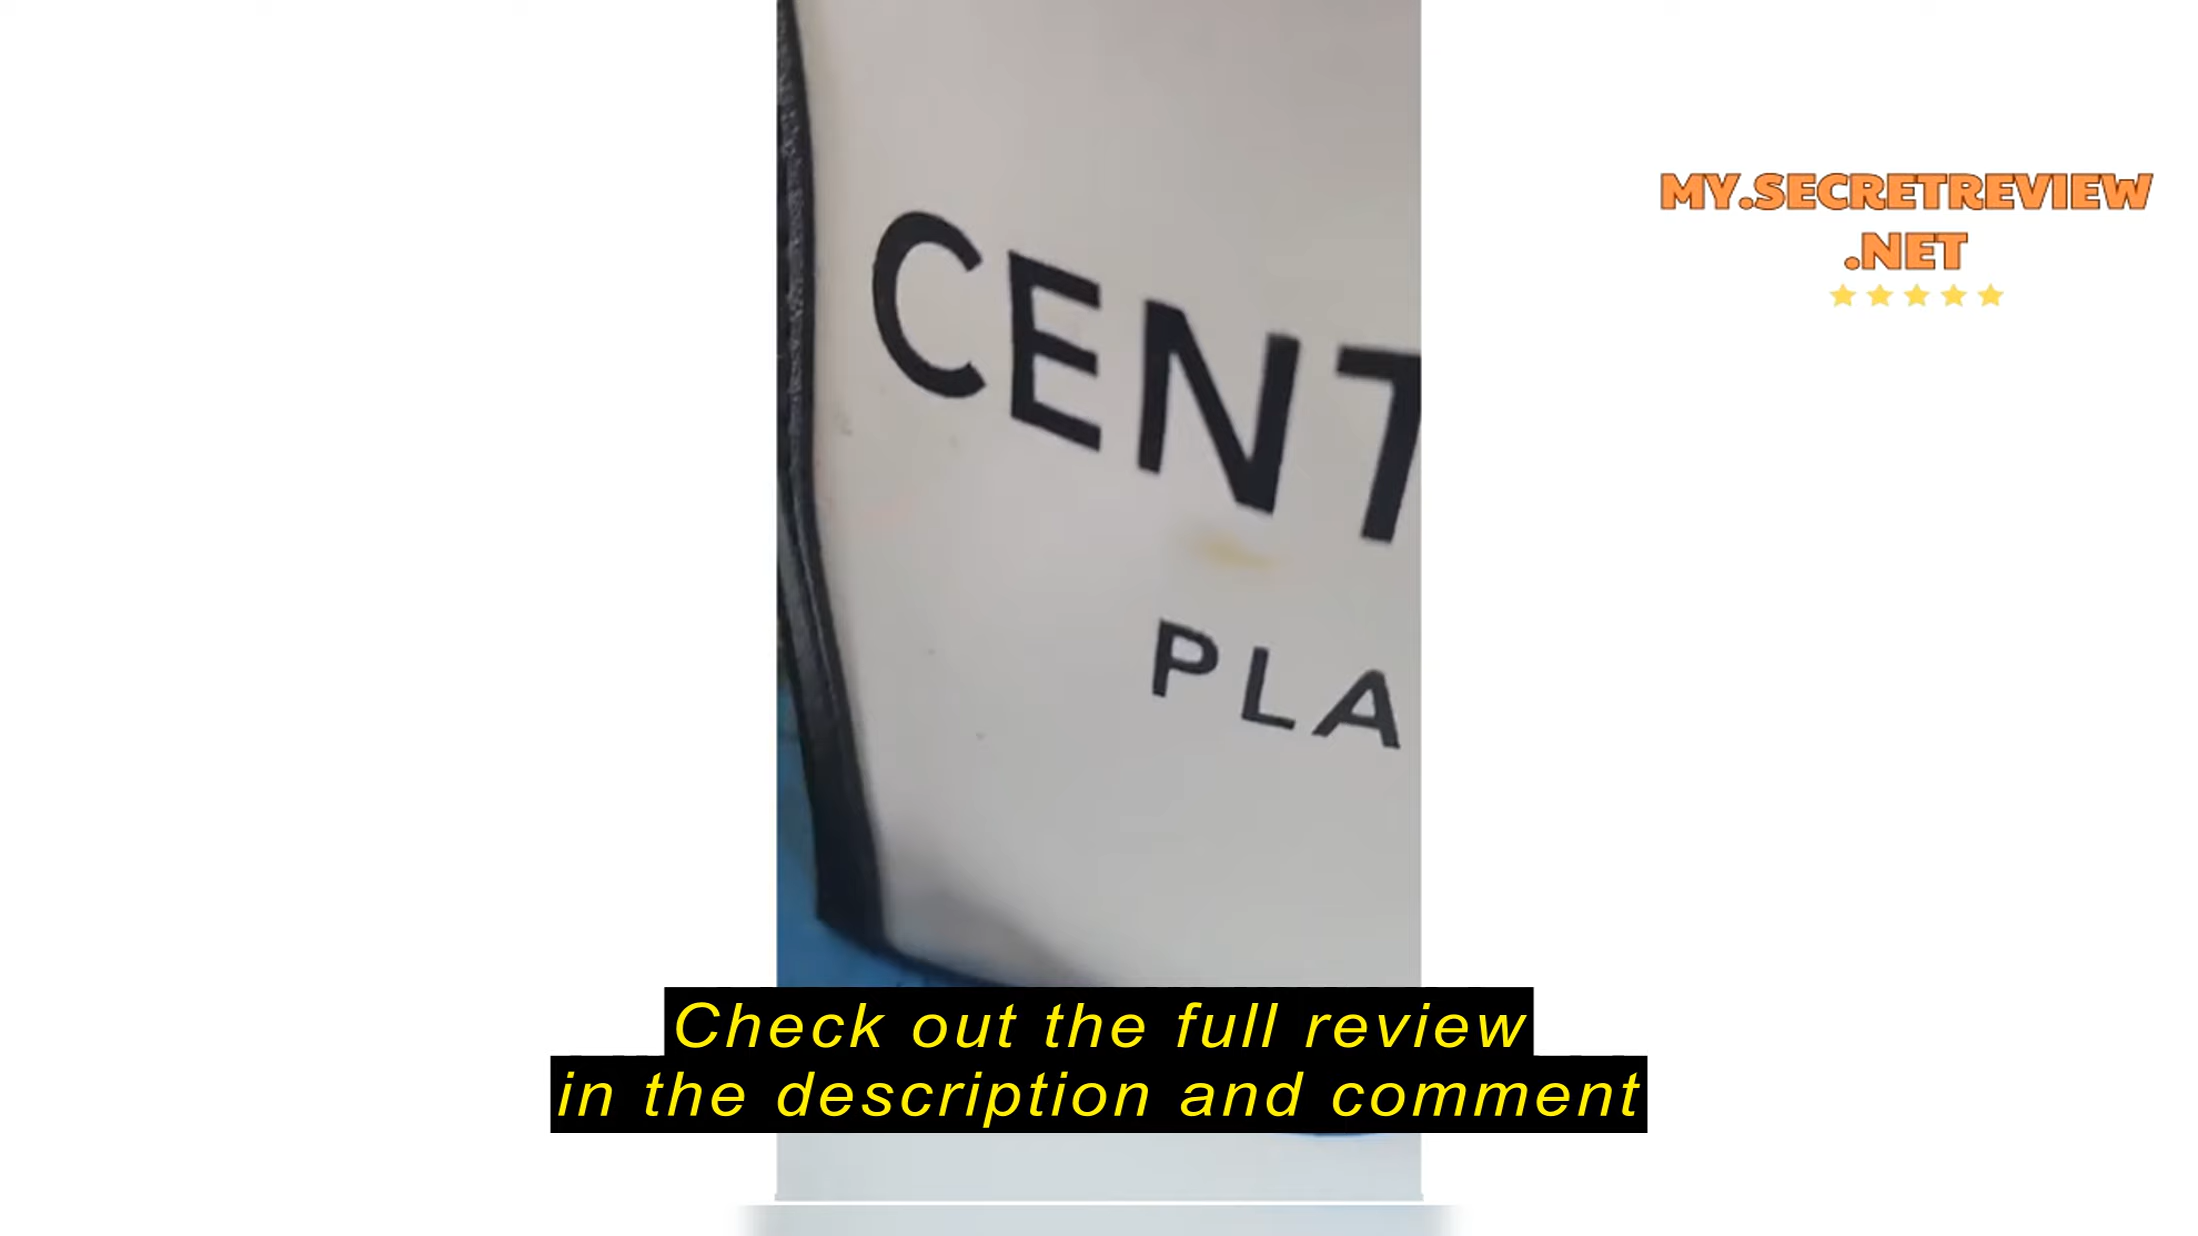 MY.SECRETREVIEW
.NET
CENT
PLA
Check out the full review
in the description and comment